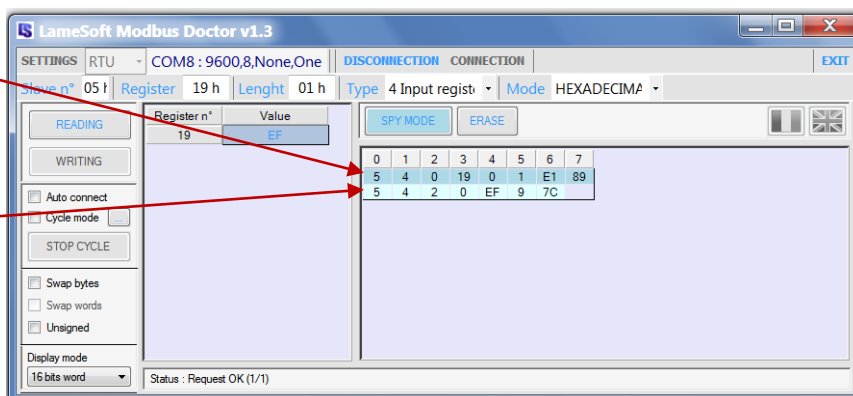 LameSoft Modbus Doctor v1.3
SETTINGS RTU COM8 : 9600,8,None,One DISCONNECTION CONNECTION EXIT
Slave n° 05 h Register 19 h Lenght 01 h Type 4 Input registe Mode HEXADECIMA
READING
WRITING
Auto connect
Cycle mode ...
STOP CYCLE
Swap bytes
Swap words
Unsigned
Display mode
16 bits word
Register n° Value
19 EF
SPY MODE ERASE
0 1 2 3 4 5 6 7
5 4 0 19 0 1 E1 89
5 4 2 0 EF 9 7C
Status : Request OK (1/1)